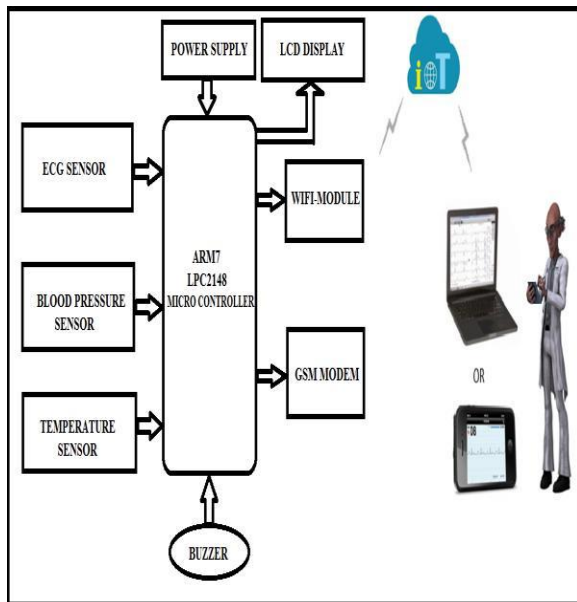 POWER SUPPLY
LCD DISPLAY
iOT
ECG SENSOR
WIFI-MODULE
ARM7
LPC2148
MICRO CONTROLLER
BLOOD PRESSURE
SENSOR
GSM MODEM
OR
TEMPERATURE
SENSOR
BUZZER